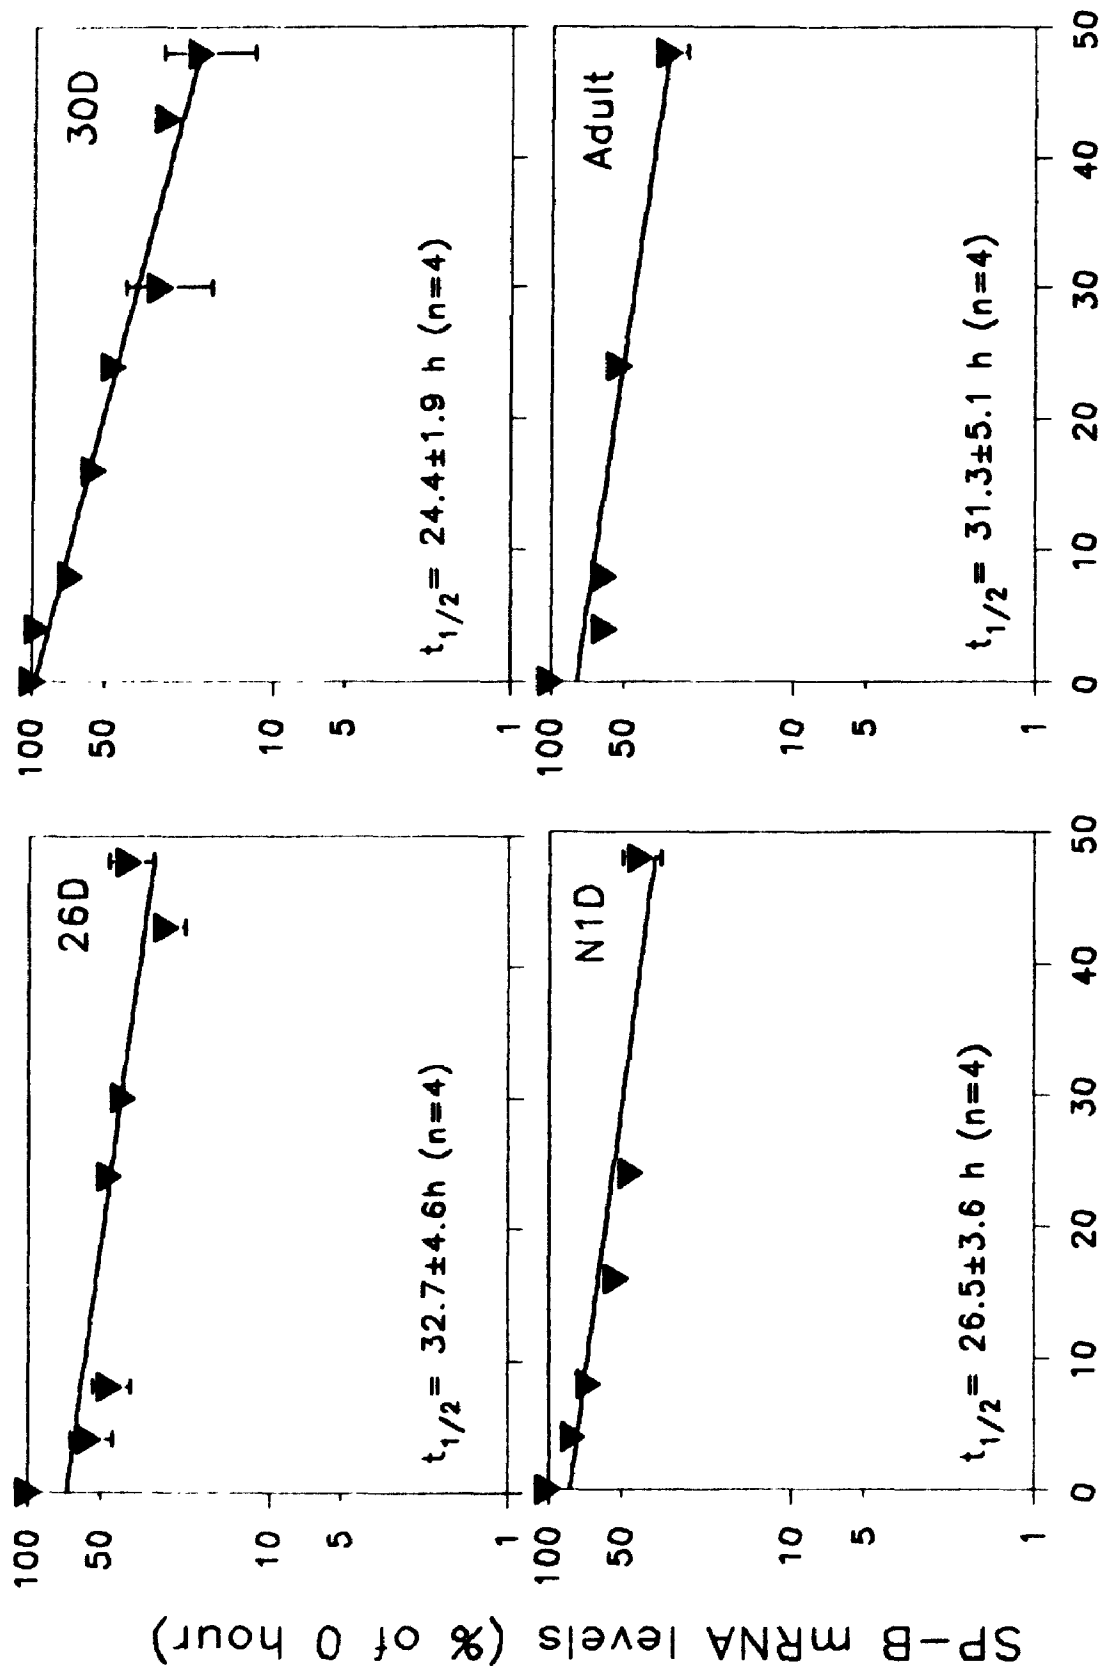 SP-B mRNA levels (% of 0 hour)
26D
100
50
10
5
1
t1/2= 32.7±4.6h (n=4)
30D
100
50
10
5
1
t1/2= 24.4±1.9 h (n=4)
N1D
100
50
10
5
1
t1/2= 26.5±3.6 h (n=4)
0 10 20 30 40 50
Adult
100
50
10
5
1
t1/2= 31.3±5.1 h (n=4)
0 10 20 30 40 50